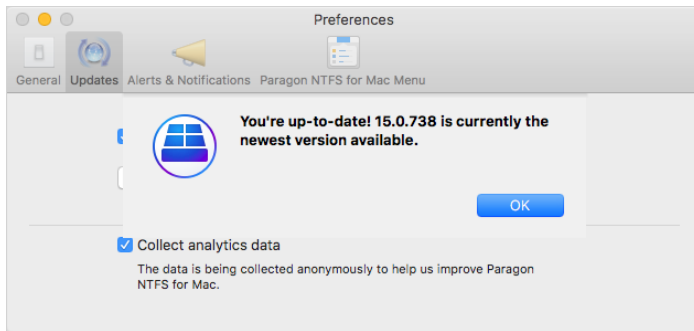 Preferences
General Updates Alerts & Notifications Paragon NTFS for Mac Menu
You're up-to-date! 15.0.738 is currently the
newest version available.
OK
Collect analytics data
The data is being collected anonymously to help us improve Paragon
NTFS for Mac.